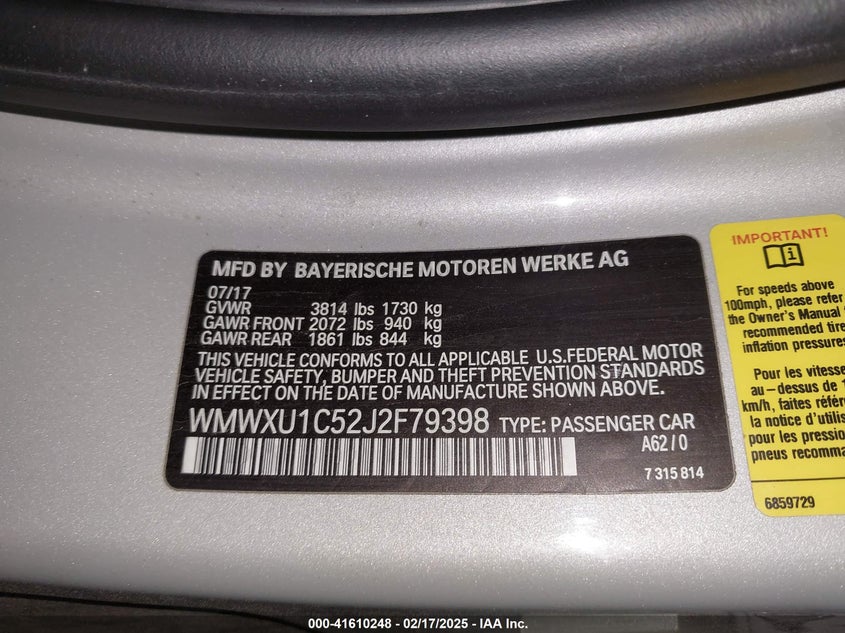 MFD BY BAYERISCHE MOTOREN WERKE AG
07/17
GVWR 3814 lbs 1730 kg
GAWR FRONT 2072 lbs 940 kg
GAWR REAR 1861 lbs 844 kg
THIS VEHICLE CONFORMS TO ALL APPLICABLE U.S.FEDERAL MOTOR
VEHICLE SAFETY, BUMPER AND THEFT PREVENTION STANDARDS
IN EFFECT ON THE DATE OF MANUFACTURE SHOWN ABOVE.
WMWXU1C52J2F79398 TYPE: PASSENGER CAR
A62/0
7 315 814
IMPORTANT!
For speeds above
100mph, please refer
the Owner's Manual
recommended tire
inflation pressures
Pour les vitesse
au-dessus de
km/h, faites référe
la notice d'utilis
pour les pression
pneus recomma
6859729
000-41610248 - 02/17/2025 - IAA Inc.